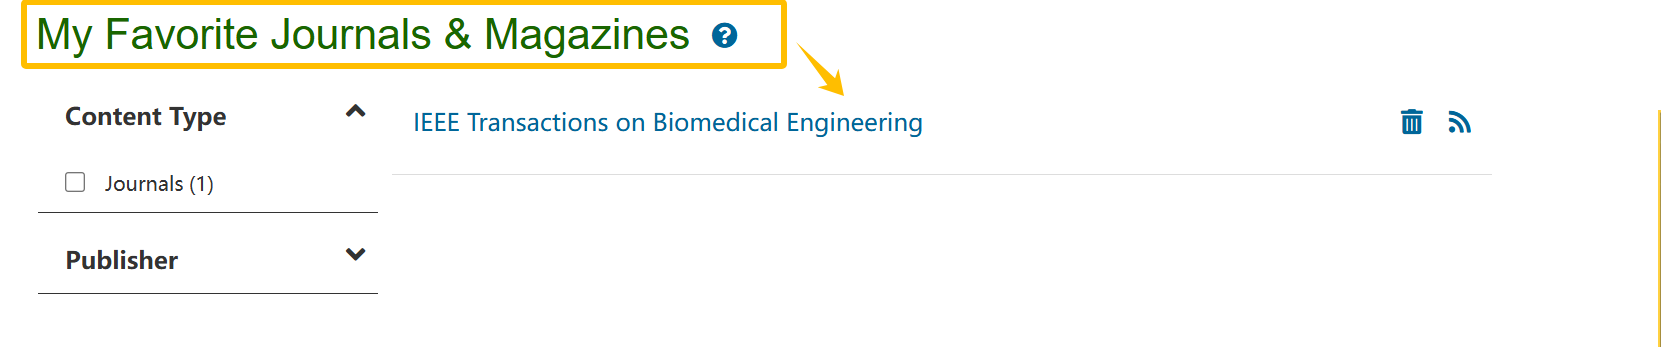 My Favorite Journals & Magazines ?
Content Type
IEEE Transactions on Biomedical Engineering
Journals (1)
Publisher